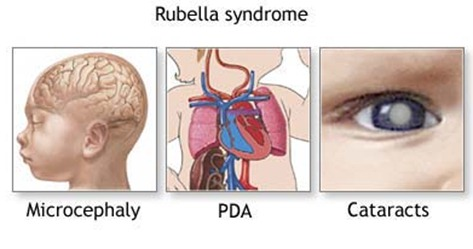 Rubella syndrome
Microcephaly
PDA
Cataracts